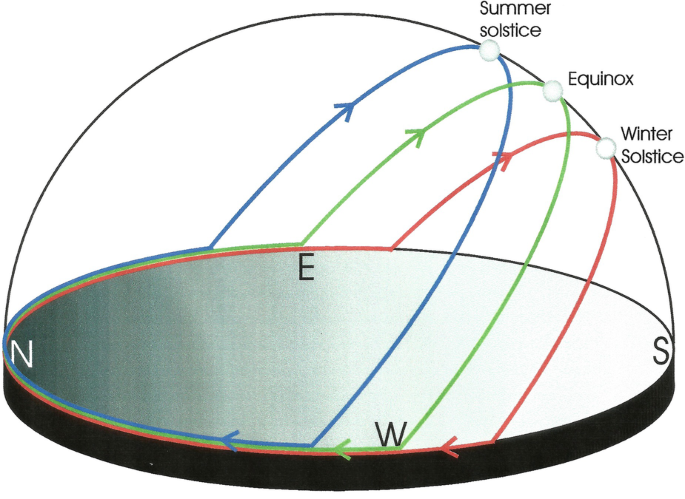 Summer
solstice
Equinox
Winter
Solstice
E
N
S
W